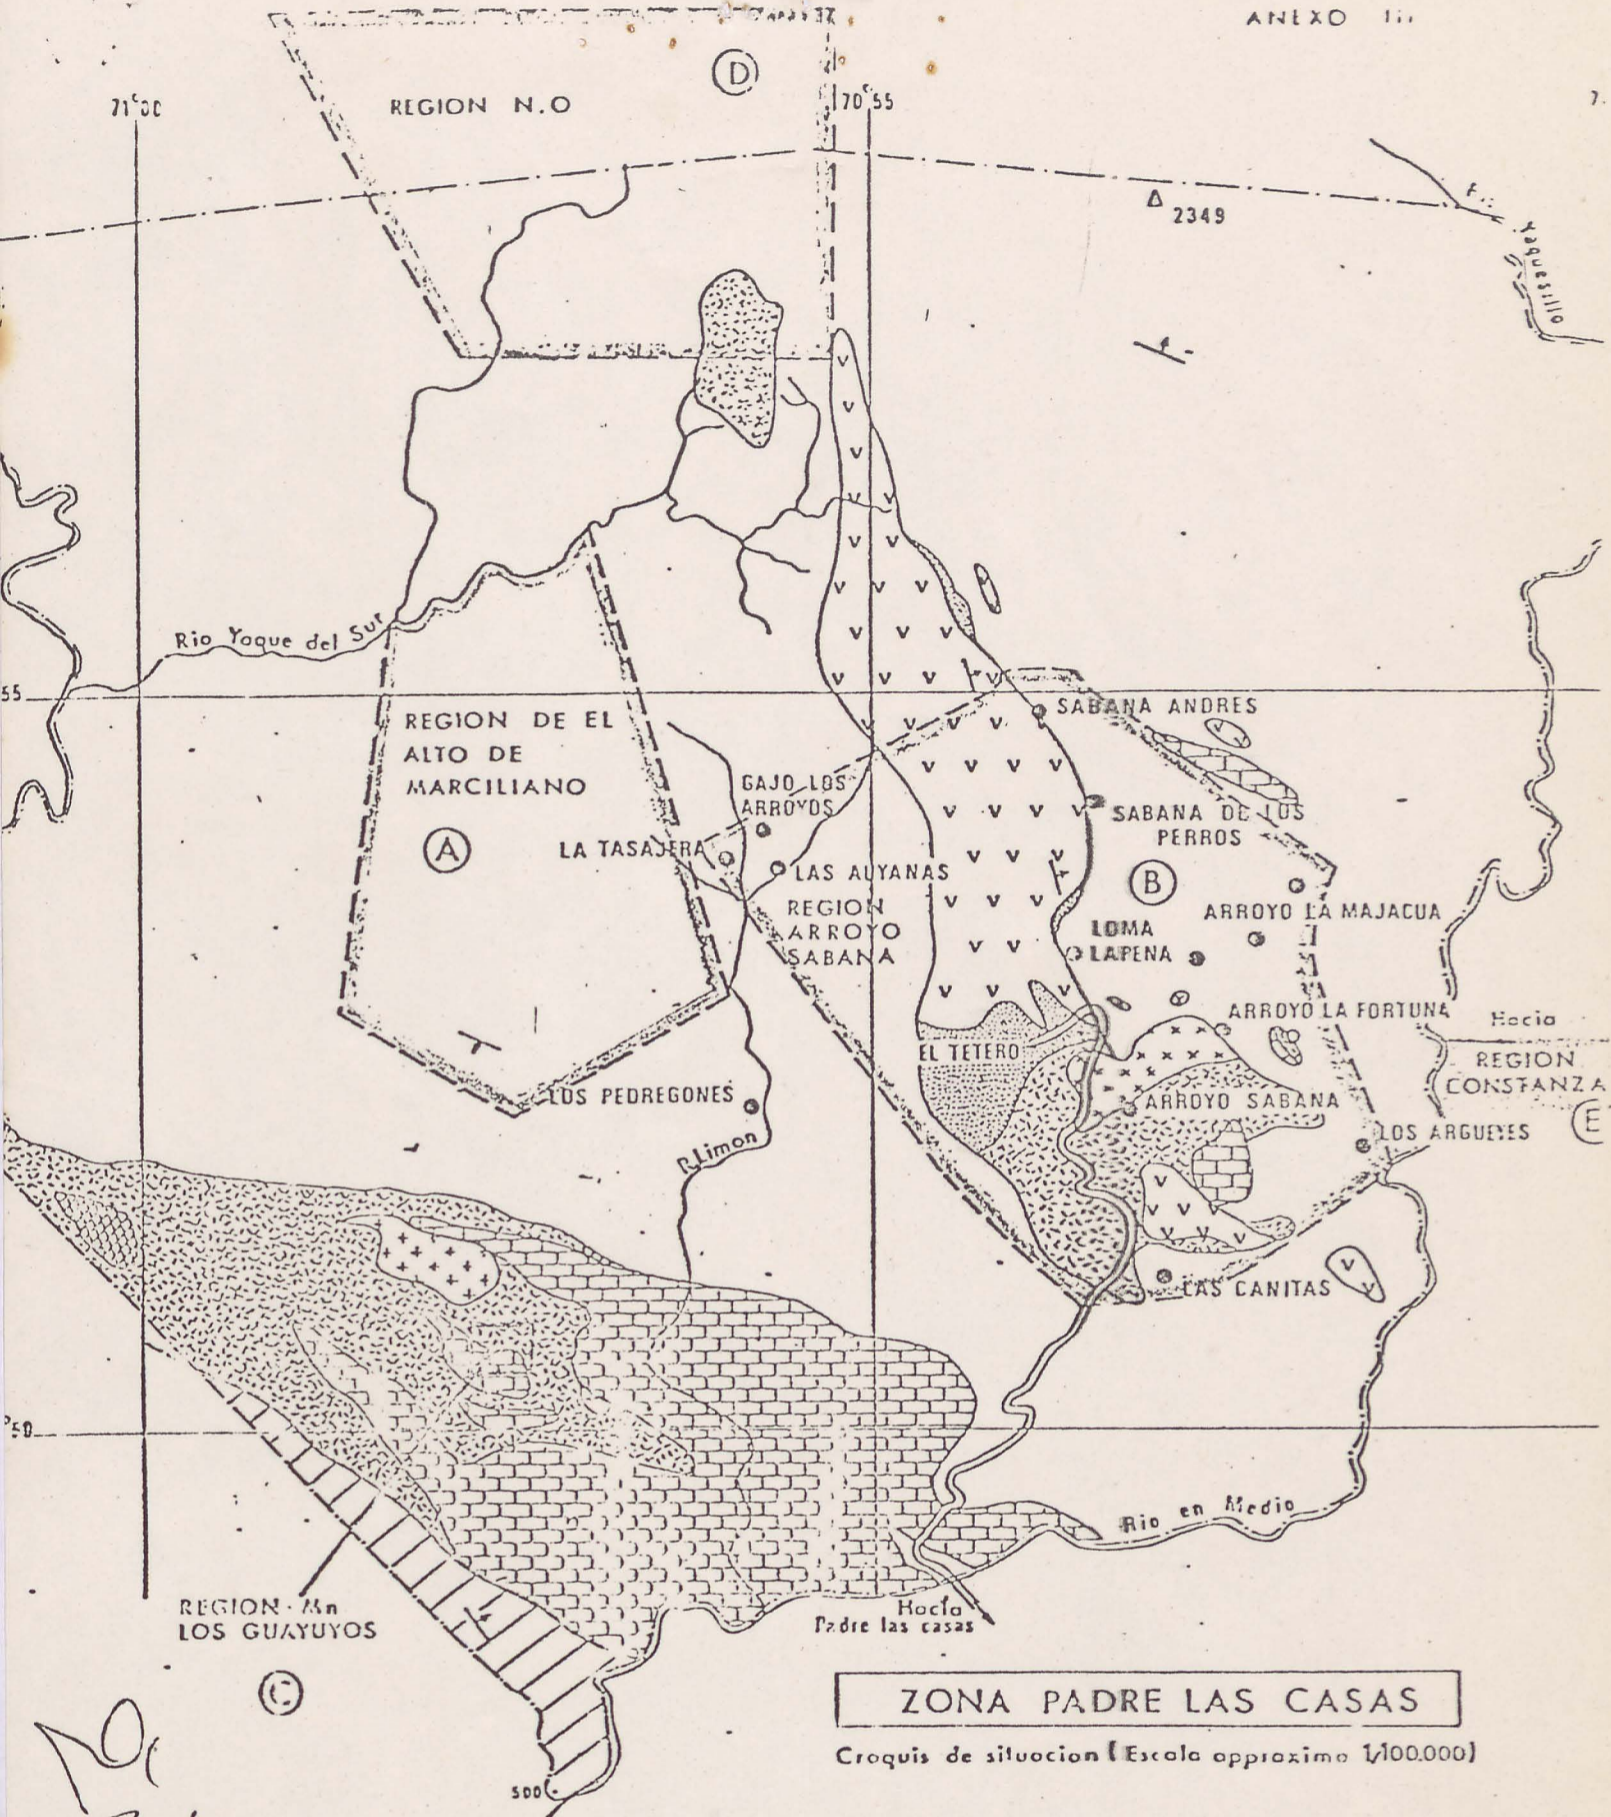 ANEXO III
D
71°00
REGION N.O
70°55
2349
Yaquesillo
Rio Yaque del Sur
55
SABANA ANDRES
REGION DE EL
ALTO DE
MARCILIANO
GAJO LOS
ARROYOS
SABANA DE LOS
PERROS
A
LA TASAJERA
LAS AUYANAS
B
REGION
ARROYO
SABANA
ARROYO LA MAJACUA
LOMA
LAPENA
ARROYO LA FORTUNA
Hacia
EL TETERO
REGION
CONSTANZA
E
LOS PEDREGONES
ARROYO SABANA
LOS ARGUEYES
R.Limon
LAS CANITAS
50
Rio en Medio
REGION Mn
LOS GUAYUYOS
Hacia
Padre las casas
C
ZONA PADRE LAS CASAS
Croquis de situacion (Escala approximo 1/100.000)
500